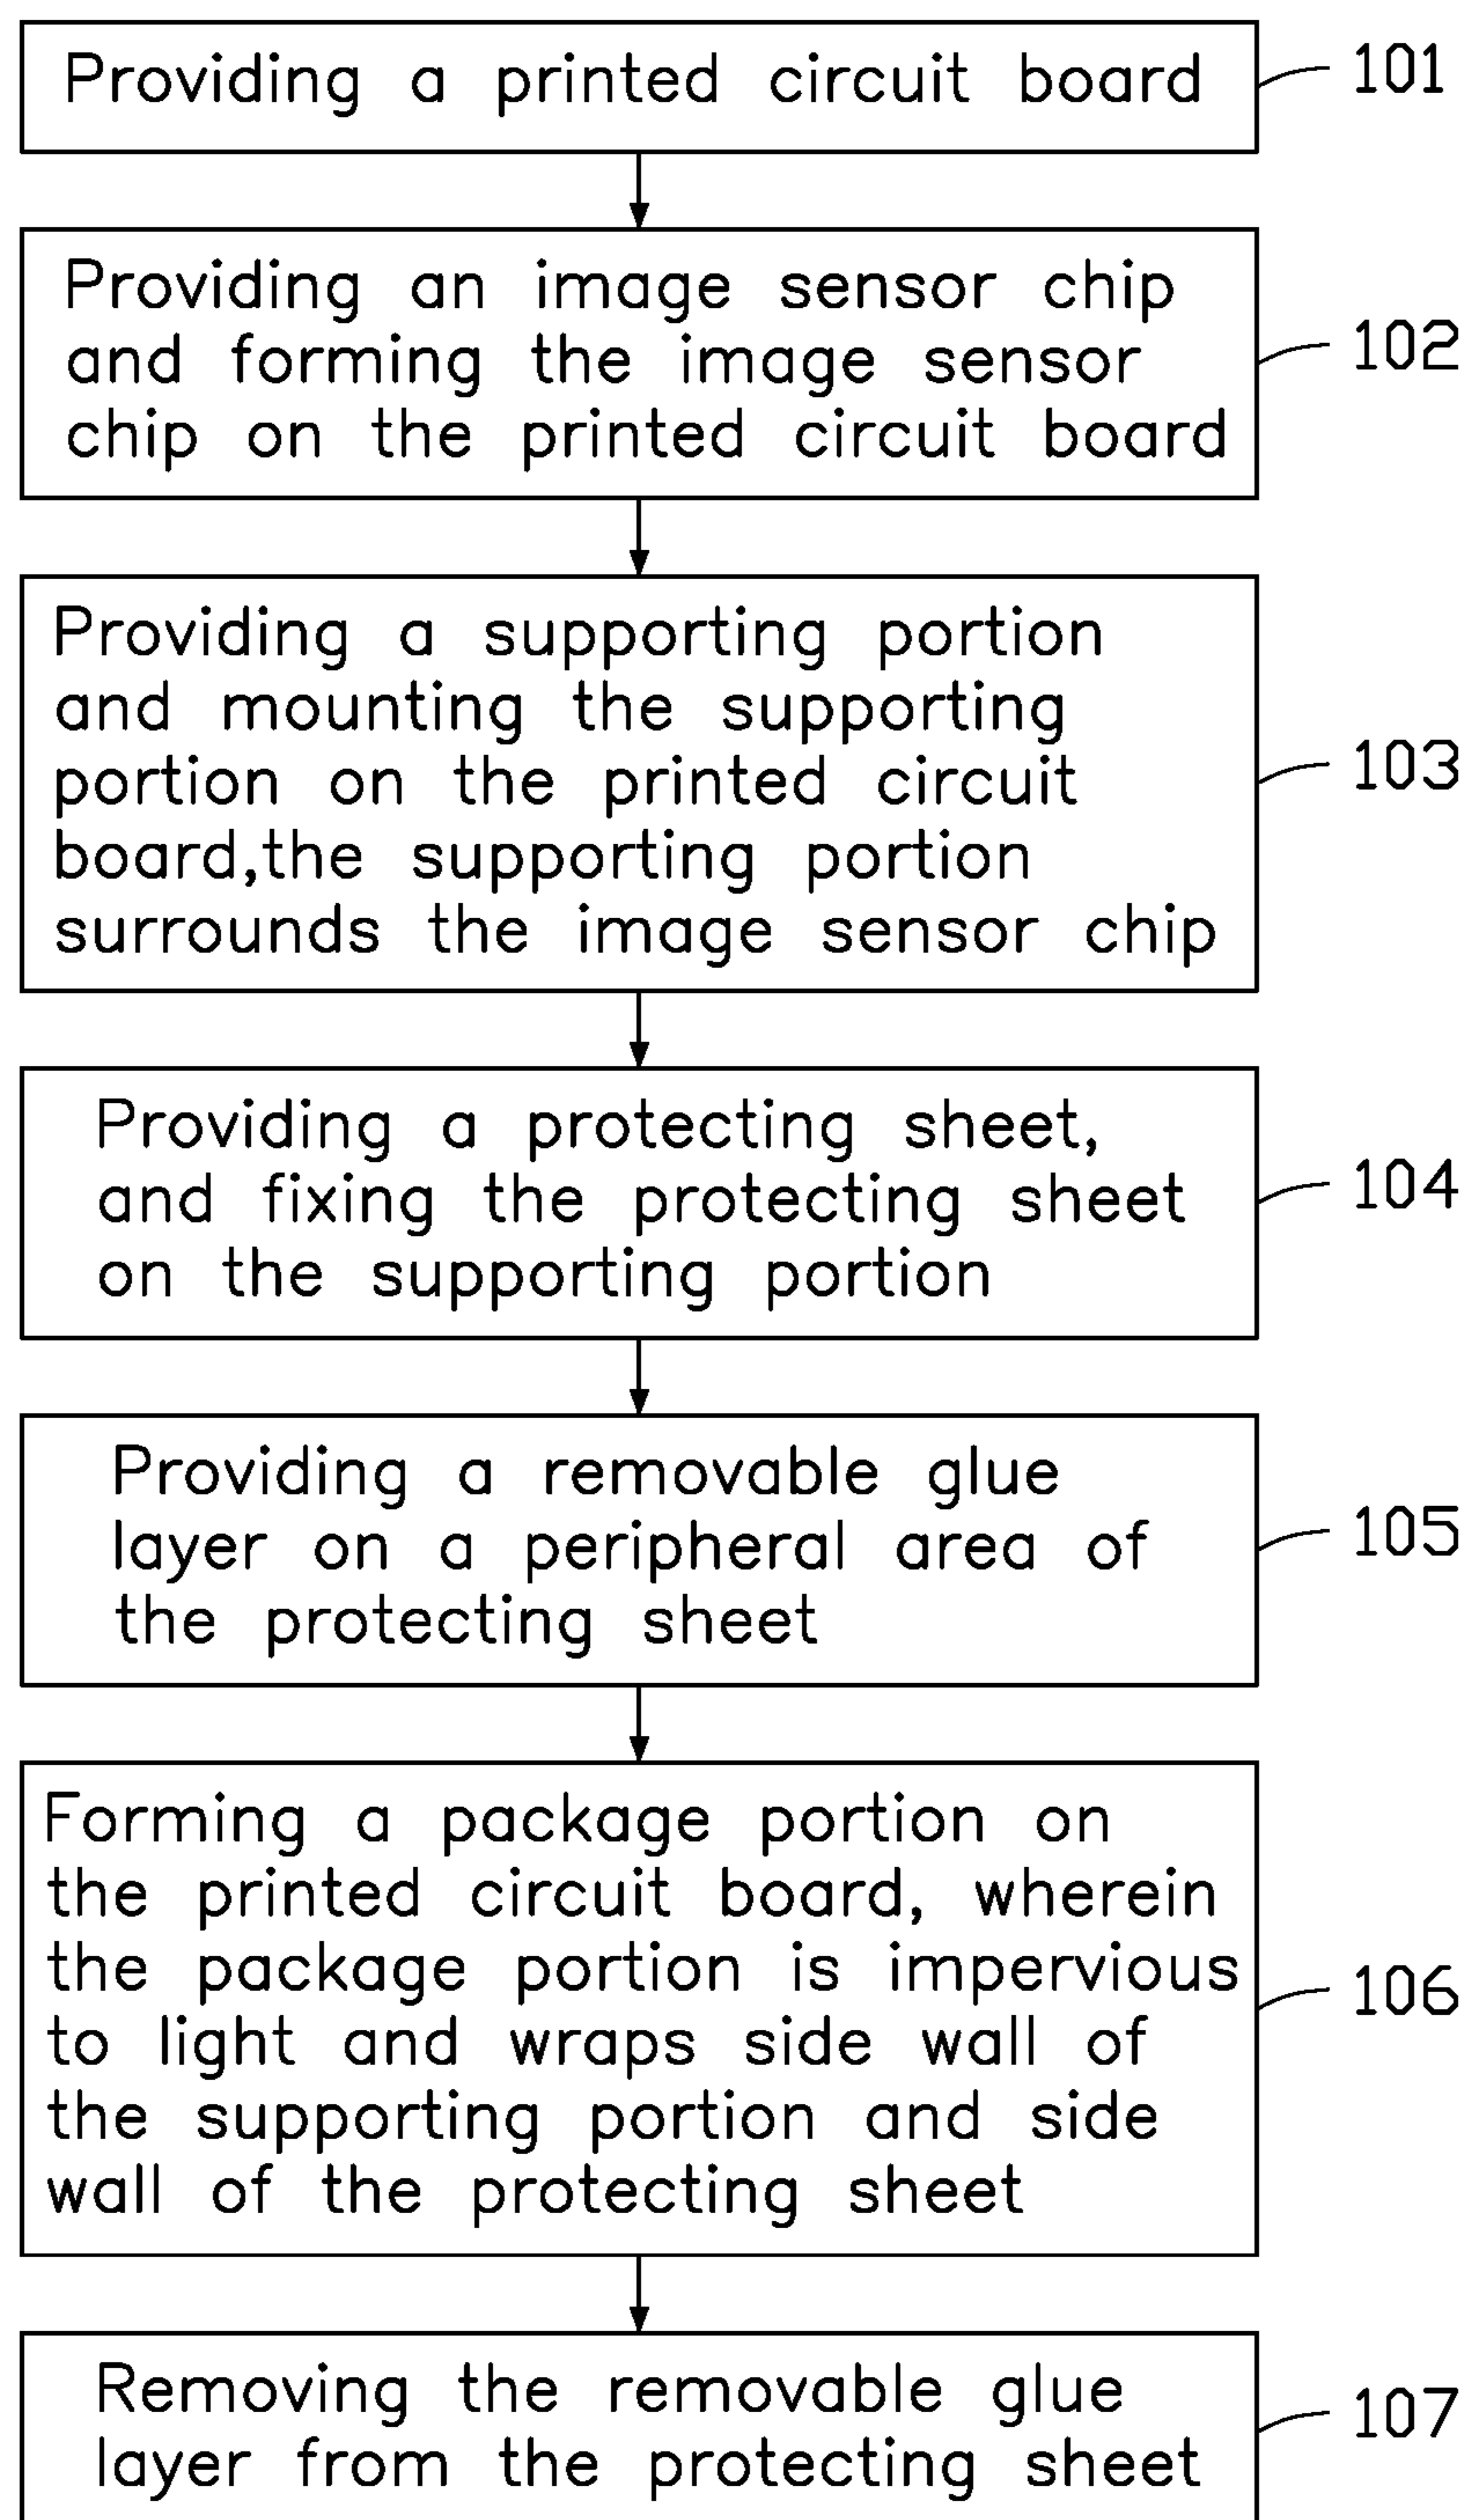 Providing a printed circuit board
101
Providing an image sensor chip
and forming the image sensor
chip on the printed circuit board
102
Providing a supporting portion
and mounting the supporting
portion on the printed circuit
board,the supporting portion
surrounds the image sensor chip
103
Providing a protecting sheet,
and fixing the protecting sheet
on the supporting portion
104
Providing a removable glue
layer on a peripheral area of
the protecting sheet
105
Forming a package portion on
the printed circuit board, wherein
the package portion is impervious
to light and wraps side wall of
the supporting portion and side
wall of the protecting sheet
106
Removing the removable glue
layer from the protecting sheet
107